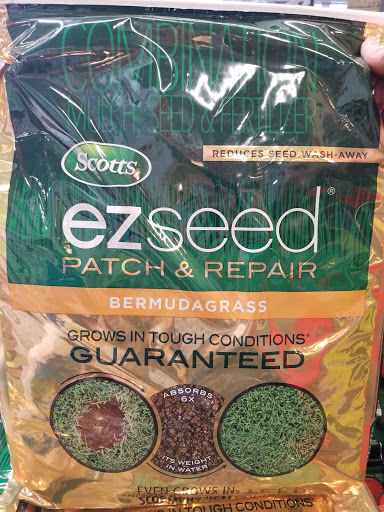 COMBINATION
MULCH, SEED & FERTILIZER
REDUCES SEED WASH-AWAY
Scotts
ezseed®
PATCH & REPAIR
BERMUDAGRASS
GROWS IN TOUGH CONDITIONS*
GUARANTEED
ABSORBS
6X
ITS WEIGHT
IN WATER
EVEN GROWS IN:
TOUGH CONDITIONS*